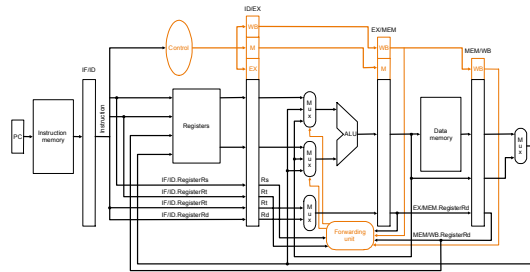 ID/EX
EX/MEM
MEM/WB
IF/ID
Control
WB
M
EX
WB
M
WB
PC
Instruction
memory
Instruction
Registers
M
u
x
M
u
x
M
u
x
ALU
Data
memory
M
u
x
IF/ID.RegisterRs
IF/ID.RegisterRt
IF/ID.RegisterRt
IF/ID.RegisterRd
Rs
Rt
Rt
Rd
EX/MEM.RegisterRd
Forwarding
unit
MEM/WB.RegisterRd